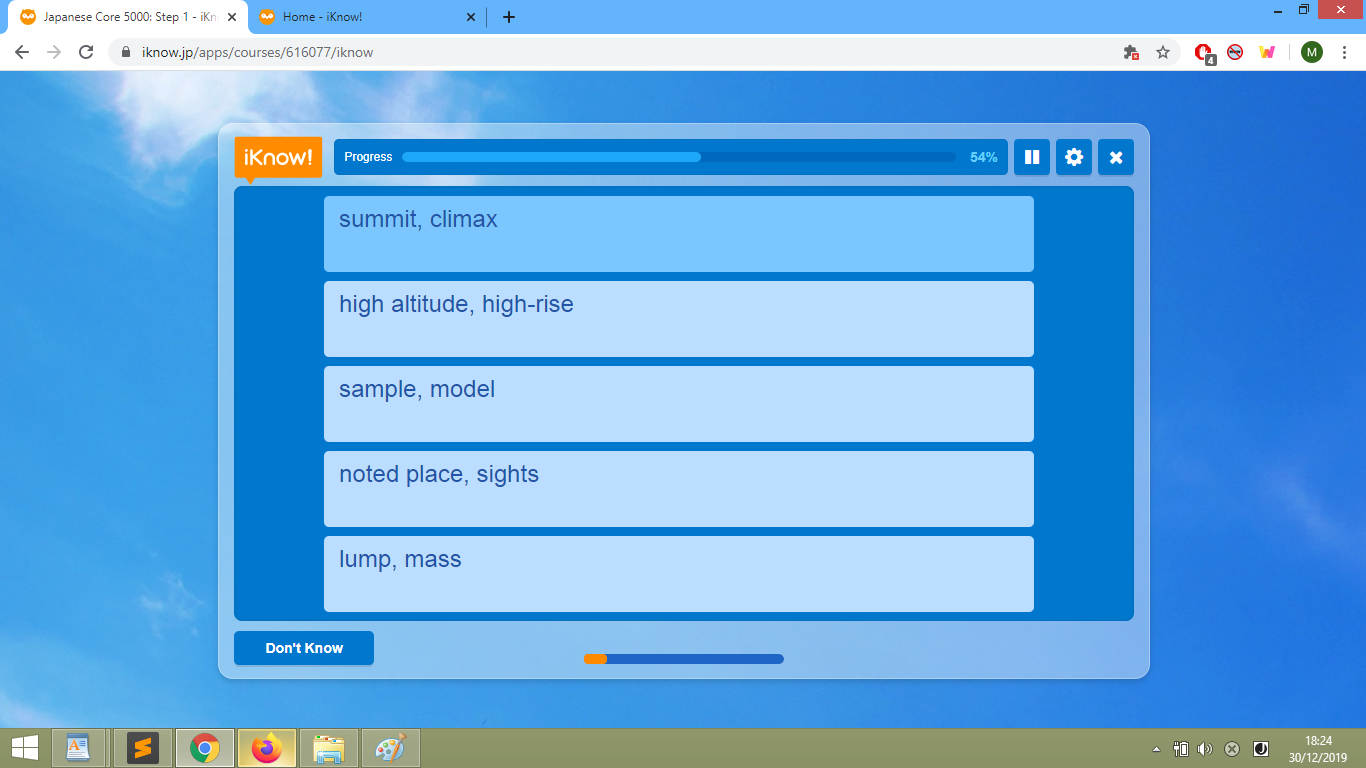 Japanese Core 5000: Step 1 - iKn
Home - iKnow!
iknow.jp/apps/courses/616077/iknow
4
M
iKnow!
Progress
54%
summit, climax
high altitude, high-rise
sample, model
noted place, sights
lump, mass
Don't Know
18:24
30/12/2019